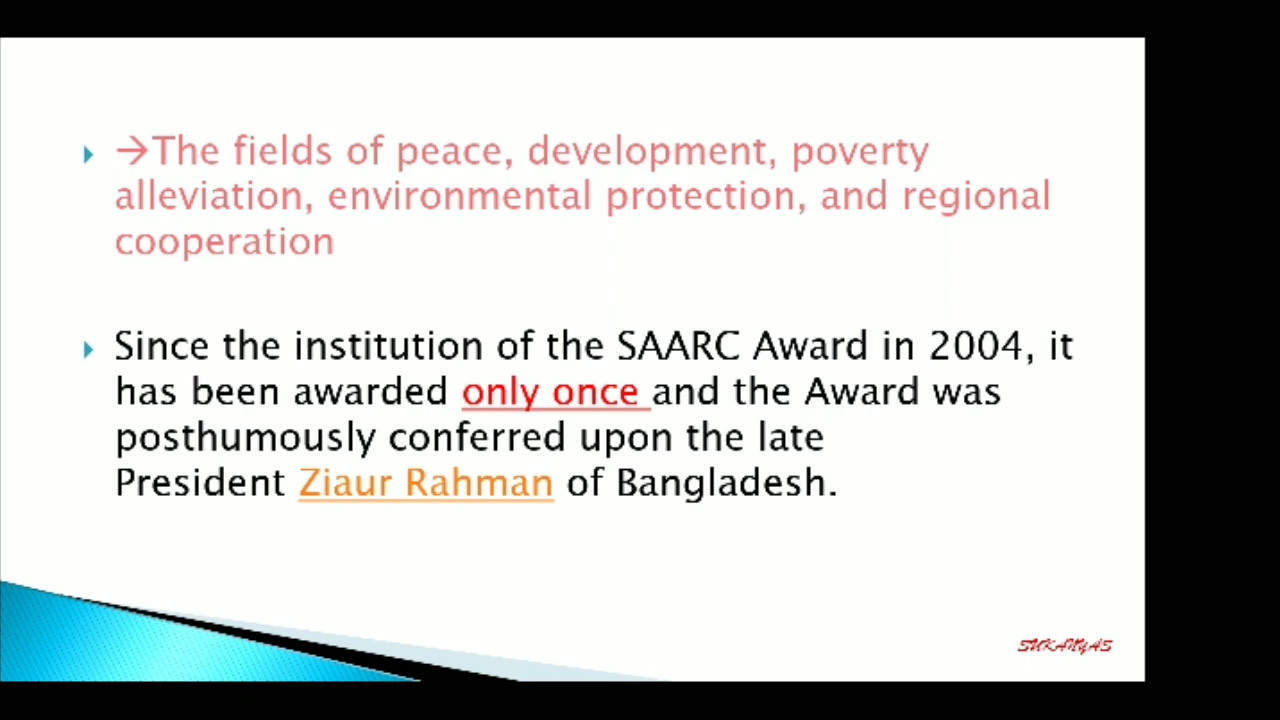 →The fields of peace, development, poverty
alleviation, environmental protection, and regional
cooperation
Since the institution of the SAARC Award in 2004, it
has been awarded only once and the Award was
posthumously conferred upon the late
President Ziaur Rahman of Bangladesh.
SUKANYAS